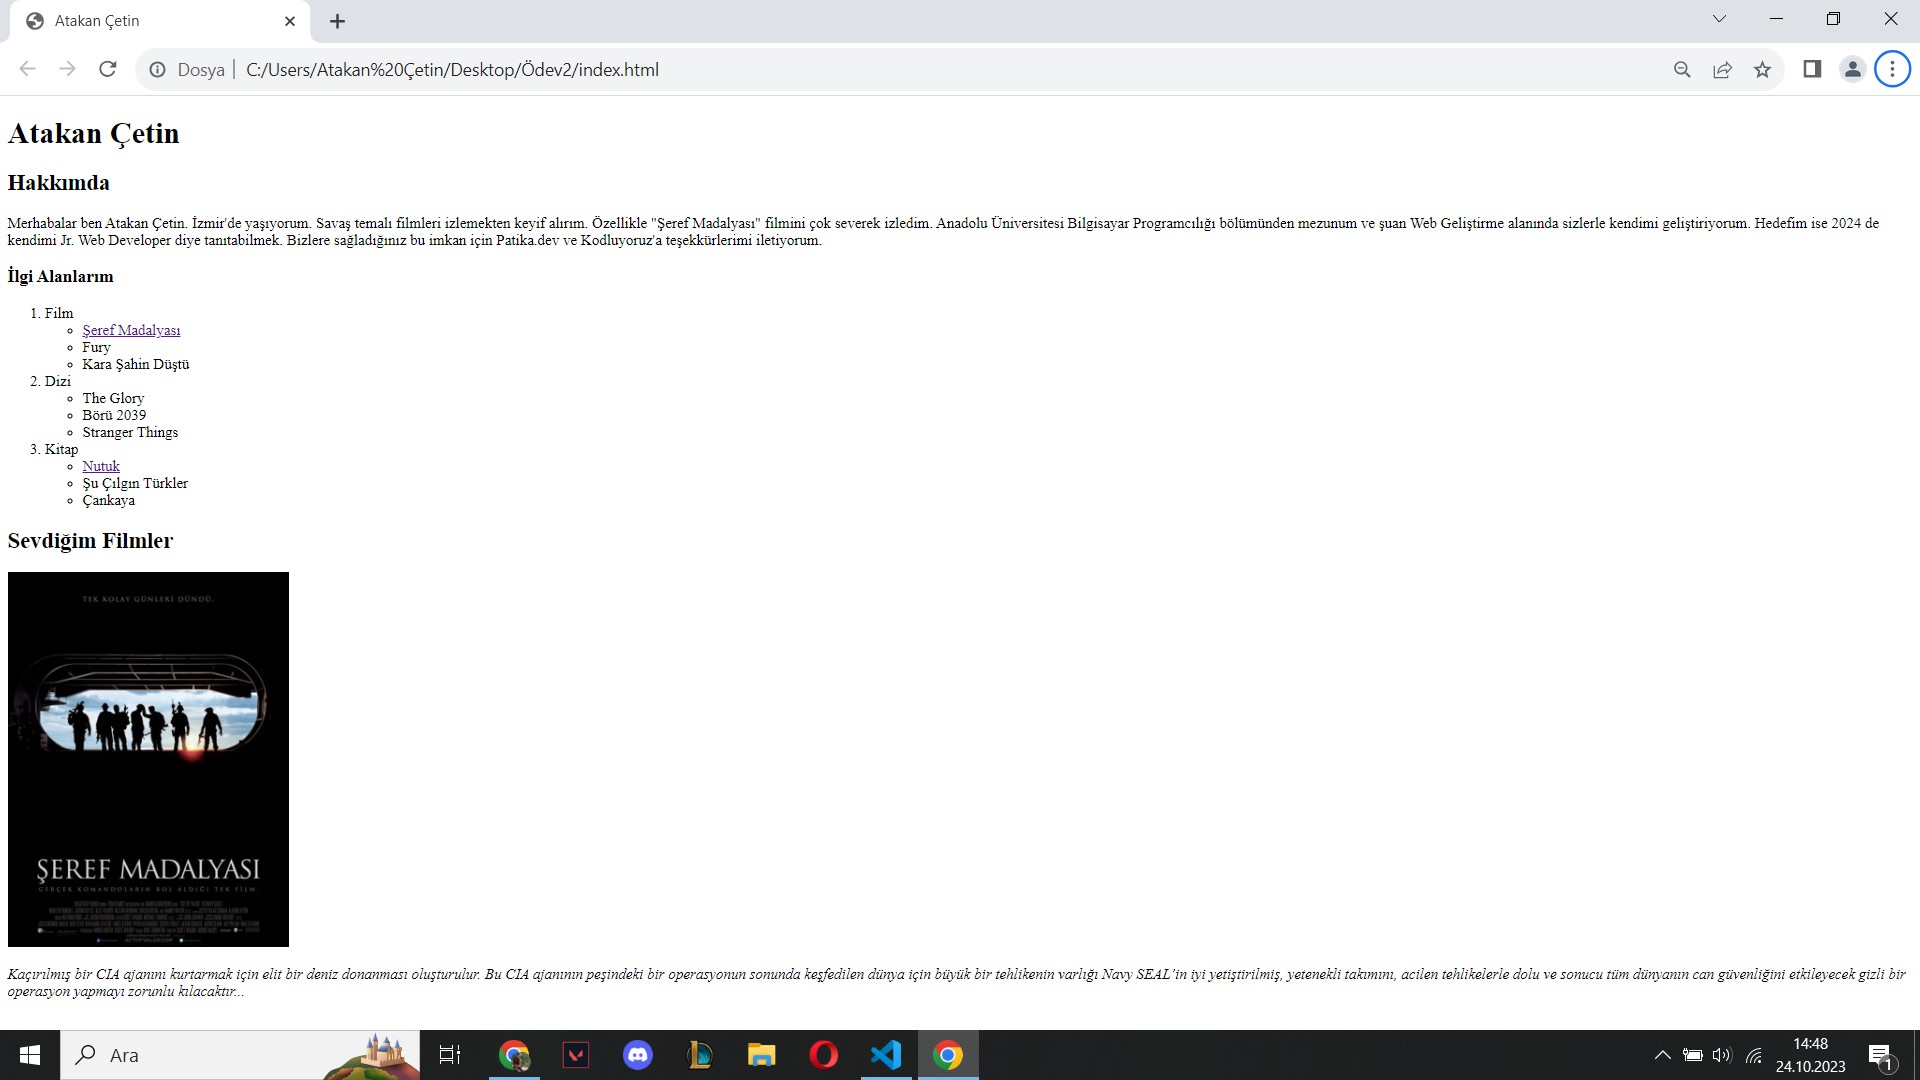 Atakan Çetin
Dosya
C:/Users/Atakan%20Çetin/Desktop/Ödev2/index.html
Atakan Çetin
Hakkımda
Merhabalar ben Atakan Çetin. İzmir'de yaşıyorum. Savaş temalı filmleri izlemekten keyif alırım. Özellikle "Şeref Madalyası" filmini çok severek izledim. Anadolu Üniversitesi Bilgisayar Programcılığı bölümünden mezunum ve şuan Web Geliştirme alanında sizlerle kendimi geliştiriyorum. Hedefim ise 2024 de
kendimi Jr. Web Developer diye tanıtabilmek. Bizlere sağladığınız bu imkan için Patika.dev ve Kodluyoruz'a teşekkürlerimi iletiyorum.
İlgi Alanlarım
1. Film
Şeref Madalyası
Fury
Kara Şahin Düştü
2. Dizi
The Glory
Börü 2039
Stranger Things
3. Kitap
Nutuk
Şu Çılgın Türkler
Çankaya
Sevdiğim Filmler
TEK KOLAY GÜNLERİ DÜNDÜ.
ŞEREF MADALYASI
GERÇEK KOMANDOLARIN ROL ALDIĞI TEK FİLM.
Kaçırılmış bir CIA ajanını kurtarmak için elit bir deniz donanması oluşturulur. Bu CIA ajanının peşindeki bir operasyonun sonunda keşfedilen dünya için büyük bir tehlikenin varlığı Navy SEAL'in iyi yetiştirilmiş, yetenekli takımını, acilen tehlikelerle dolu ve sonucu tüm dünyanın can güvenliğini etkileyecek gizli bir
operasyon yapmayı zorunlu kılacaktır...
Ara
14:48
24.10.2023
1